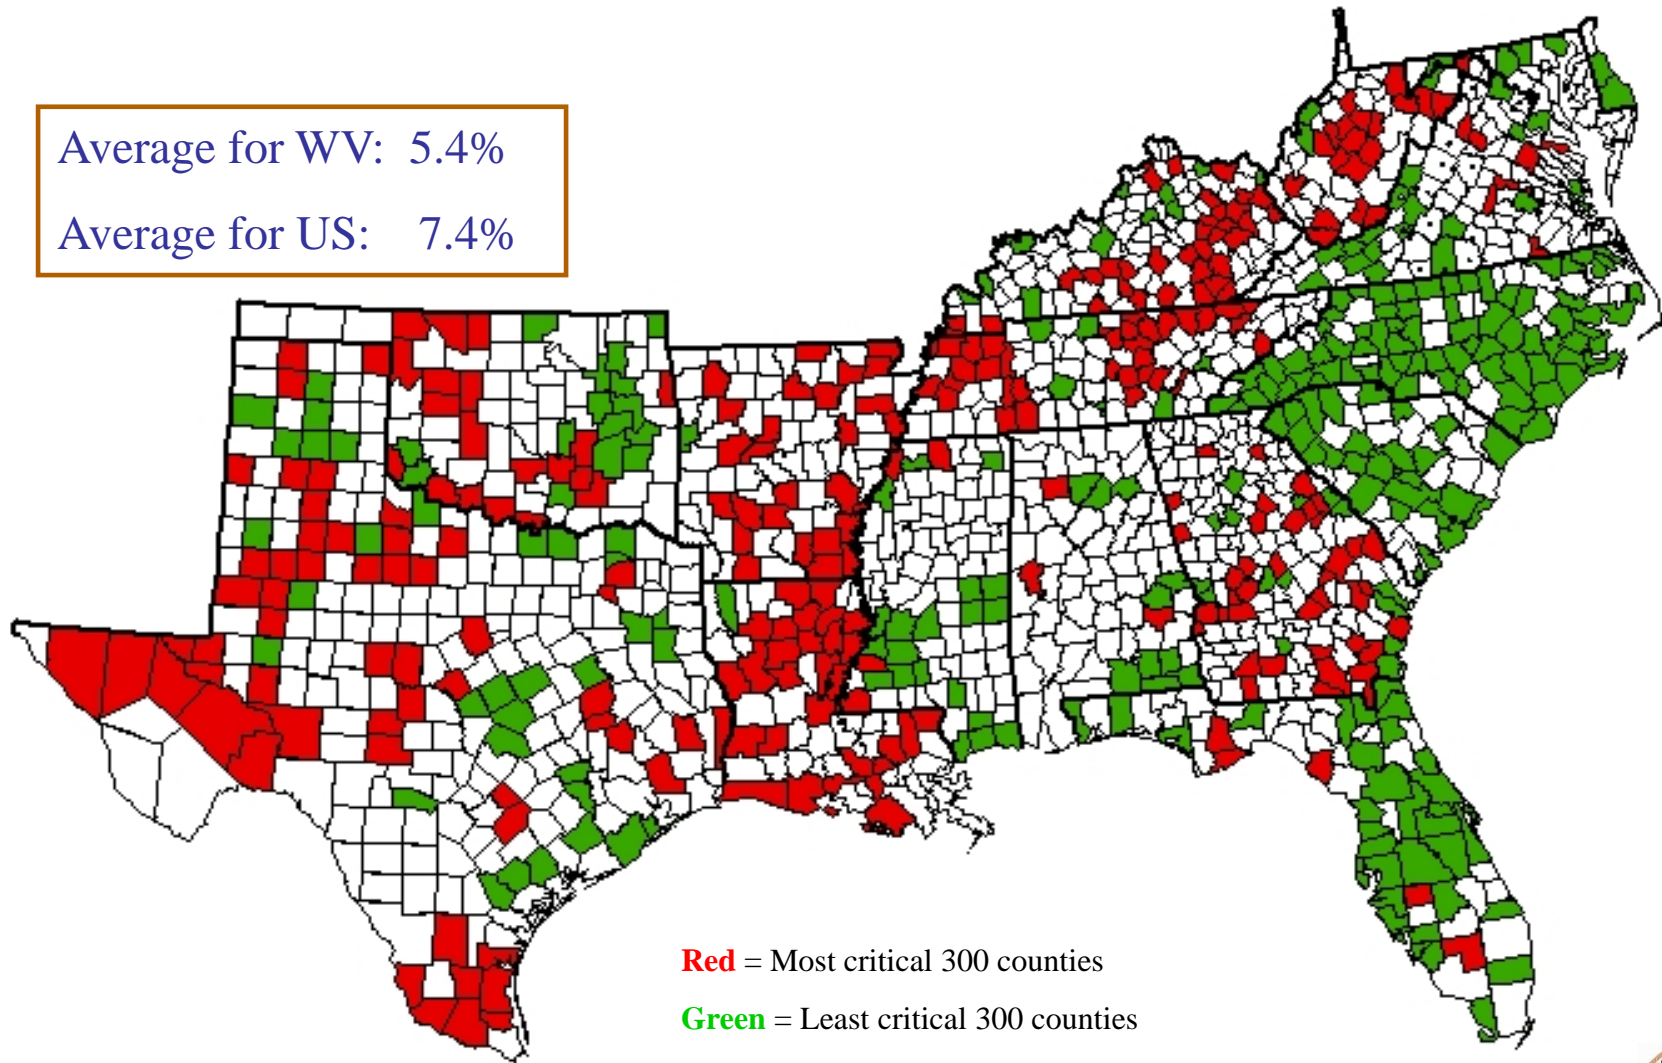 Average for WV: 5.4%
Average for US: 7.4%
Red = Most critical 300 counties
Green = Least critical 300 counties